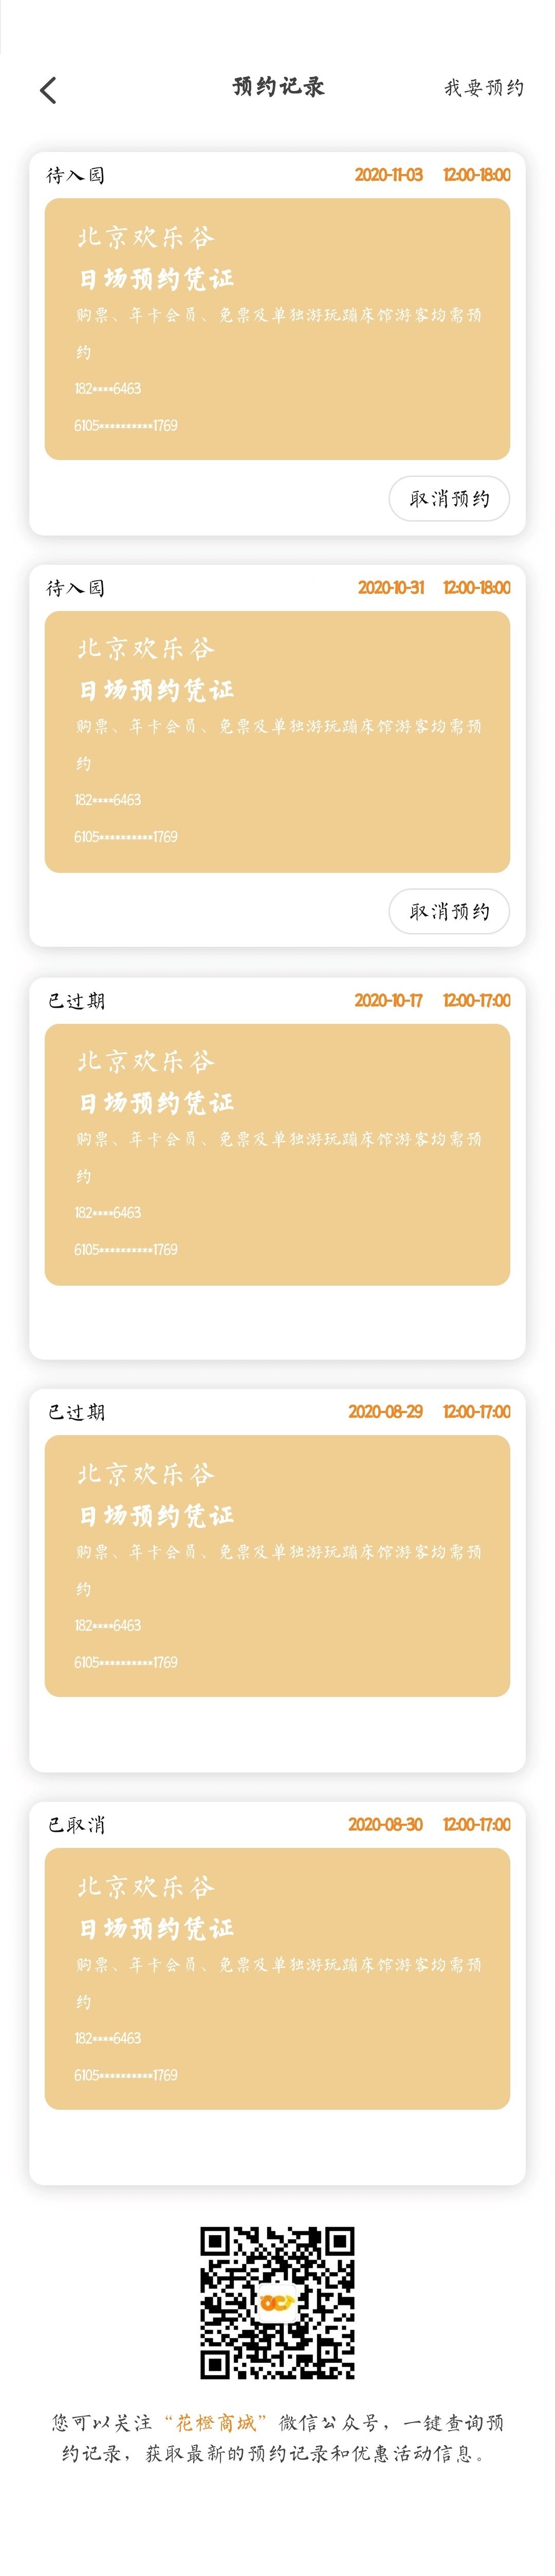 预约记录
我要预约
待入园
2020-11-03 12:00-18:00
北京欢乐谷
日场预约凭证
购票、年卡会员、免票及单独游玩蹦床馆游客均需预
约
182****6463
6105**********1769
取消预约
待入园
2020-10-31 12:00-18:00
北京欢乐谷
日场预约凭证
购票、年卡会员、免票及单独游玩蹦床馆游客均需预
约
182****6463
6105**********1769
取消预约
已过期
2020-10-17 12:00-17:00
北京欢乐谷
日场预约凭证
购票、年卡会员、免票及单独游玩蹦床馆游客均需预
约
182****6463
6105**********1769
已过期
2020-08-29 12:00-17:00
北京欢乐谷
日场预约凭证
购票、年卡会员、免票及单独游玩蹦床馆游客均需预
约
182****6463
6105**********1769
已取消
2020-08-30 12:00-17:00
北京欢乐谷
日场预约凭证
购票、年卡会员、免票及单独游玩蹦床馆游客均需预
约
182****6463
6105**********1769
您可以关注“花橙商城”微信公众号，一键查询预
约记录，获取最新的预约记录和优惠活动信息。